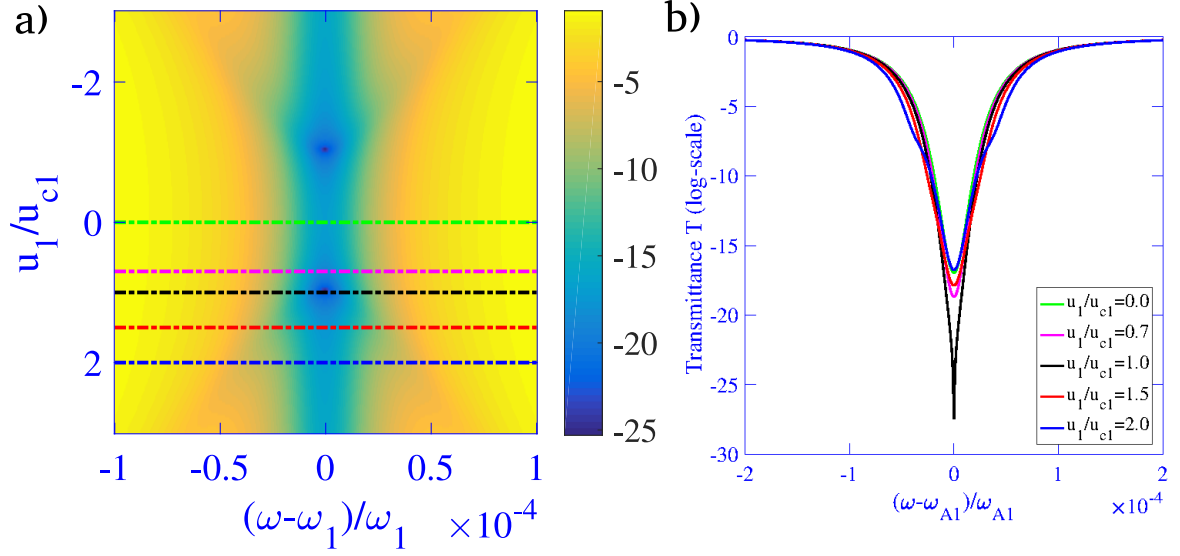 a)
-2
0
2
u1/uc1
-1
-0.5
0
0.5
1
(ω-ω1)/ω1
×10-4
-5
-10
-15
-20
-25
b)
0
-5
-10
-15
-20
-25
-30
Transmittance T (log-scale)
-2
-1
0
1
2
(ω-ωA1)/ωA1
×10-4
u1/uc1=0.0
u1/uc1=0.7
u1/uc1=1.0
u1/uc1=1.5
u1/uc1=2.0